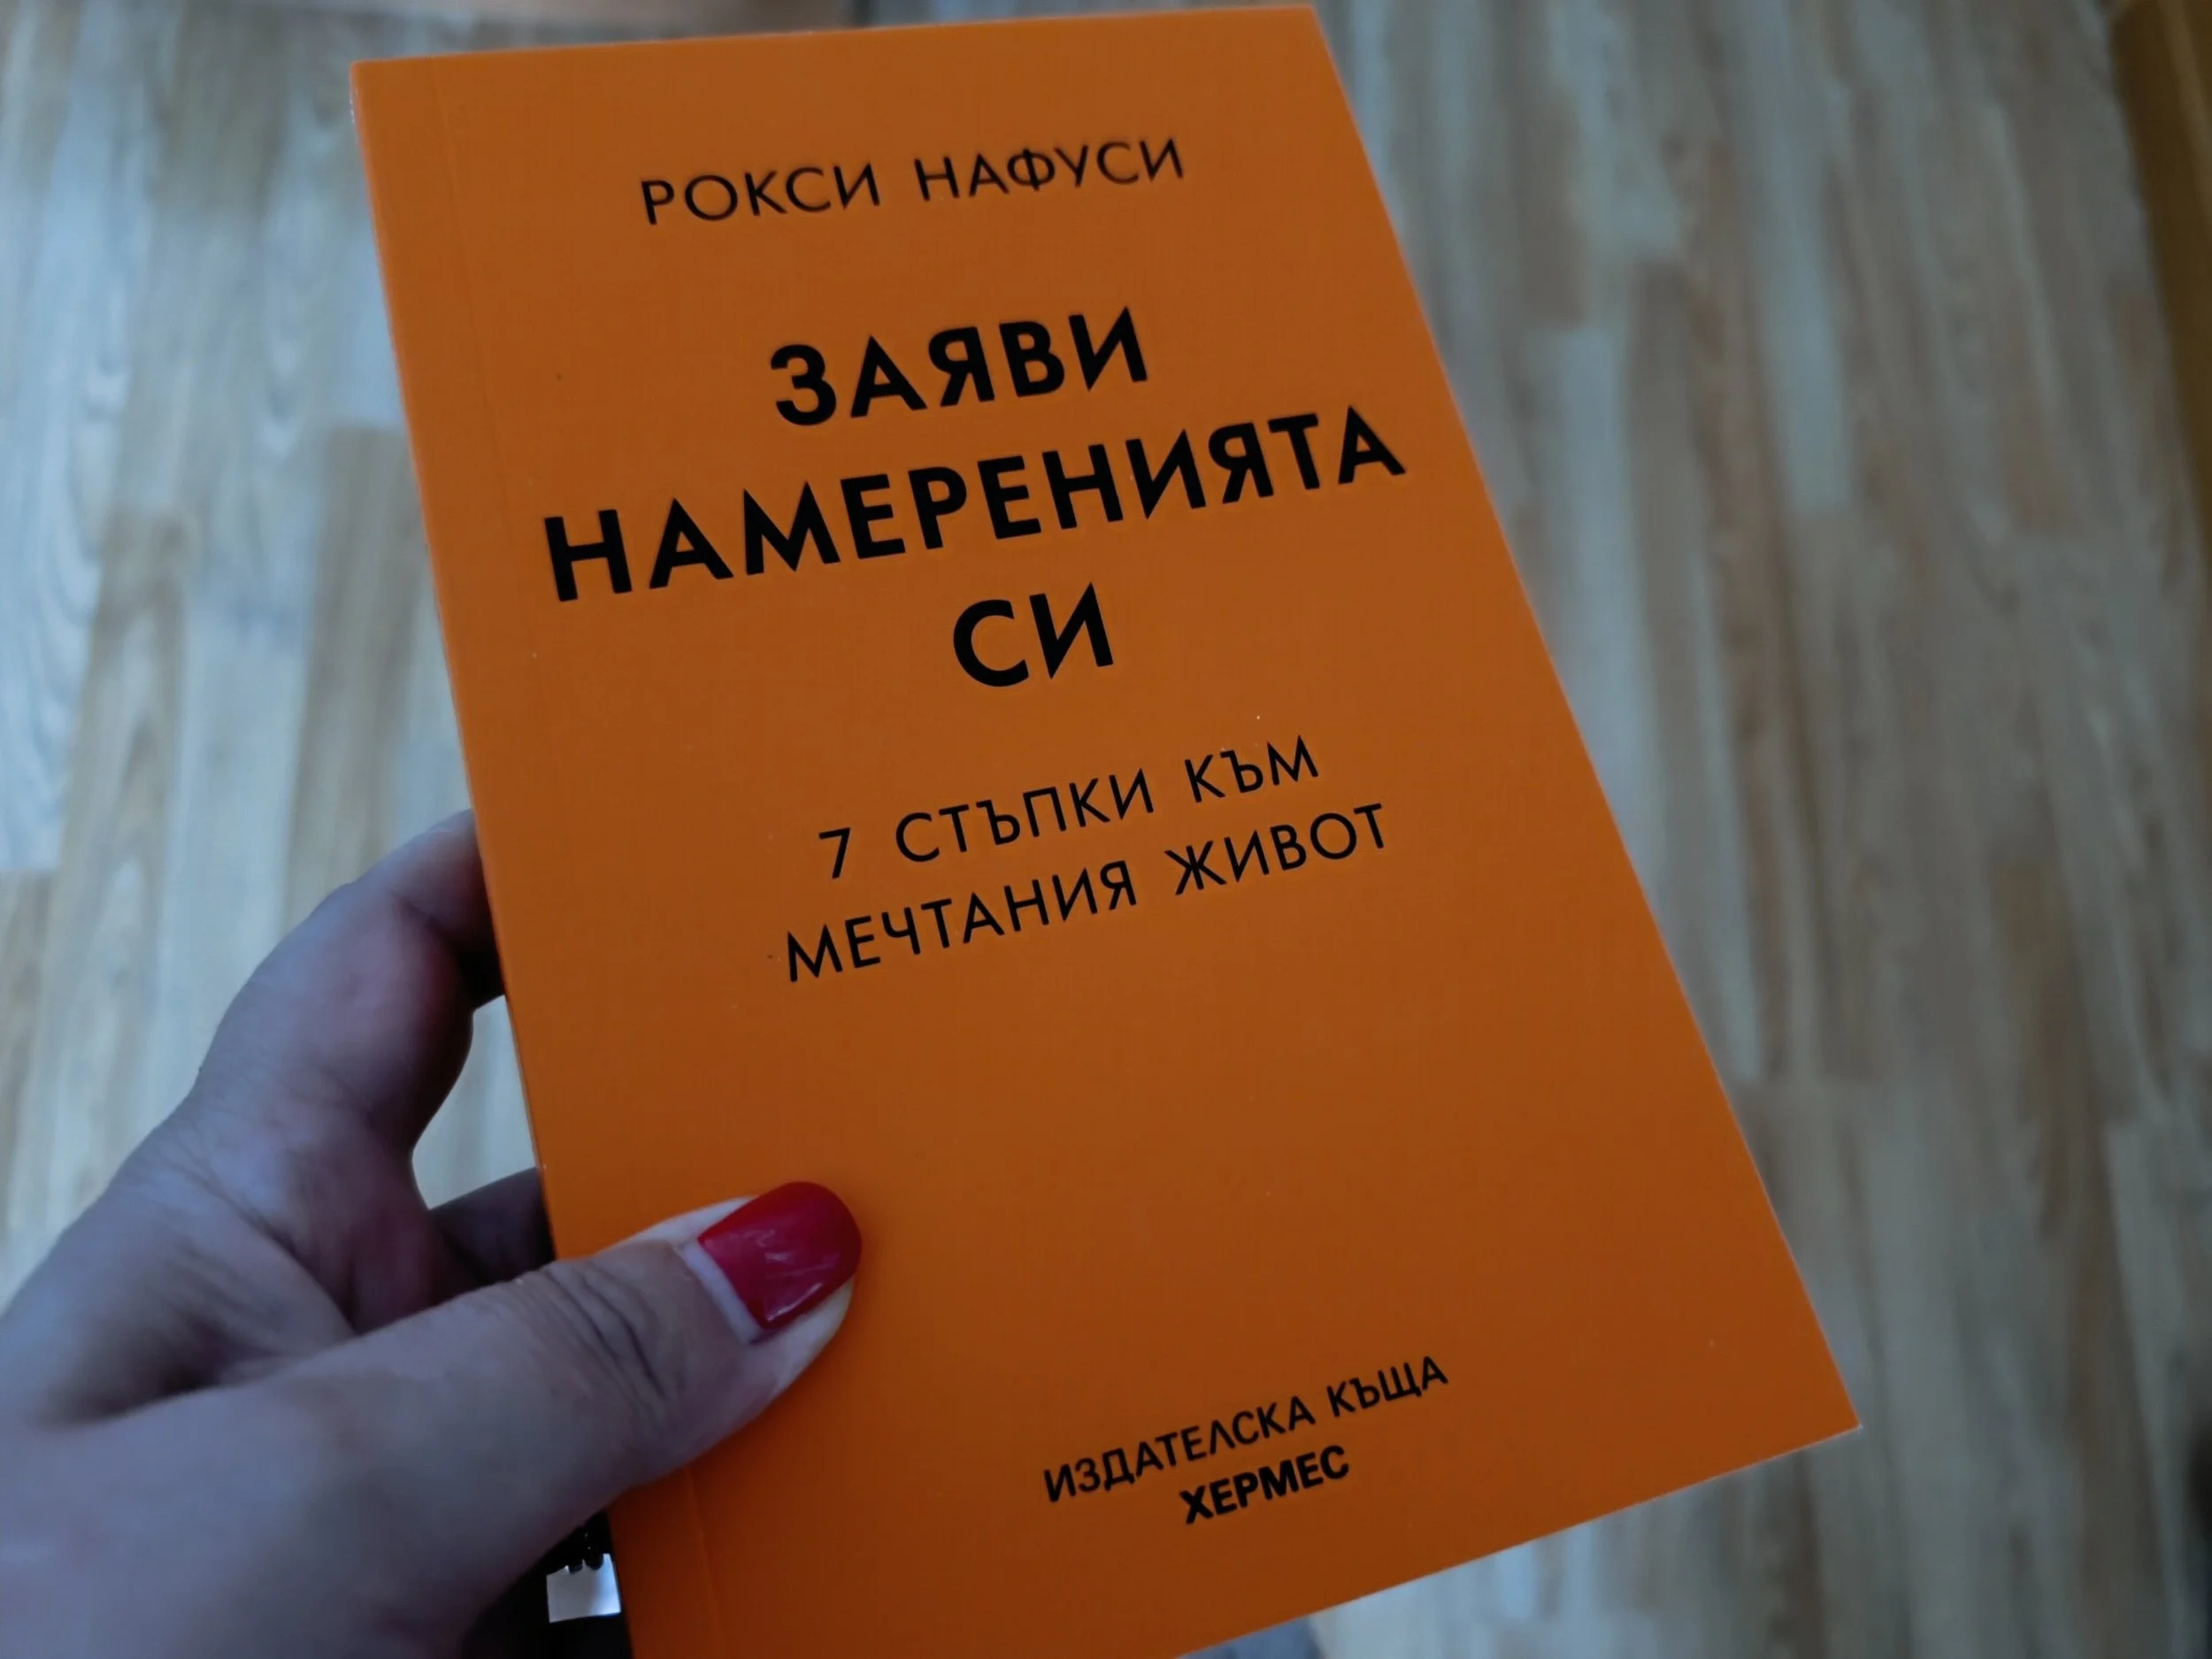 РОКСИ НАФУСИ
ЗАЯВИ
НАМЕРЕНИЯТА
СИ
7 СТЪПКИ КЪМ
МЕЧТАНИЯ ЖИВОТ
ИЗДАТЕЛСКА КЪЩА
ХЕРМЕС